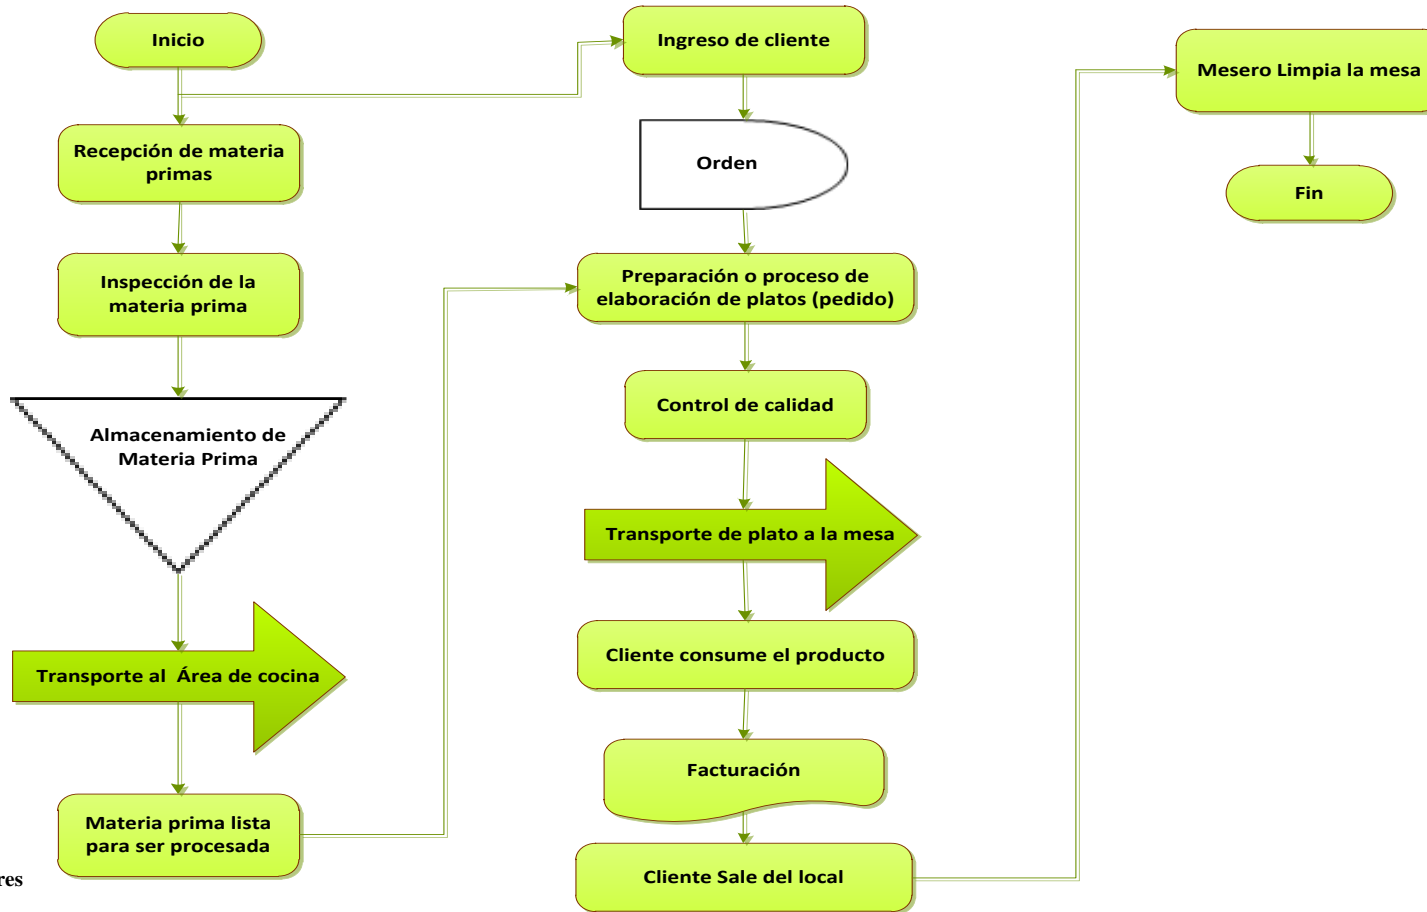 Inicio
Recepción de materia
primas
Inspección de la
materia prima
Almacenamiento de
Materia Prima
Transporte al Área de cocina
Materia prima lista
para ser procesada
res
Ingreso de cliente
Orden
Preparación o proceso de
elaboración de platos (pedido)
Control de calidad
Transporte de plato a la mesa
Cliente consume el producto
Facturación
Cliente Sale del local
Mesero Limpia la mesa
Fin